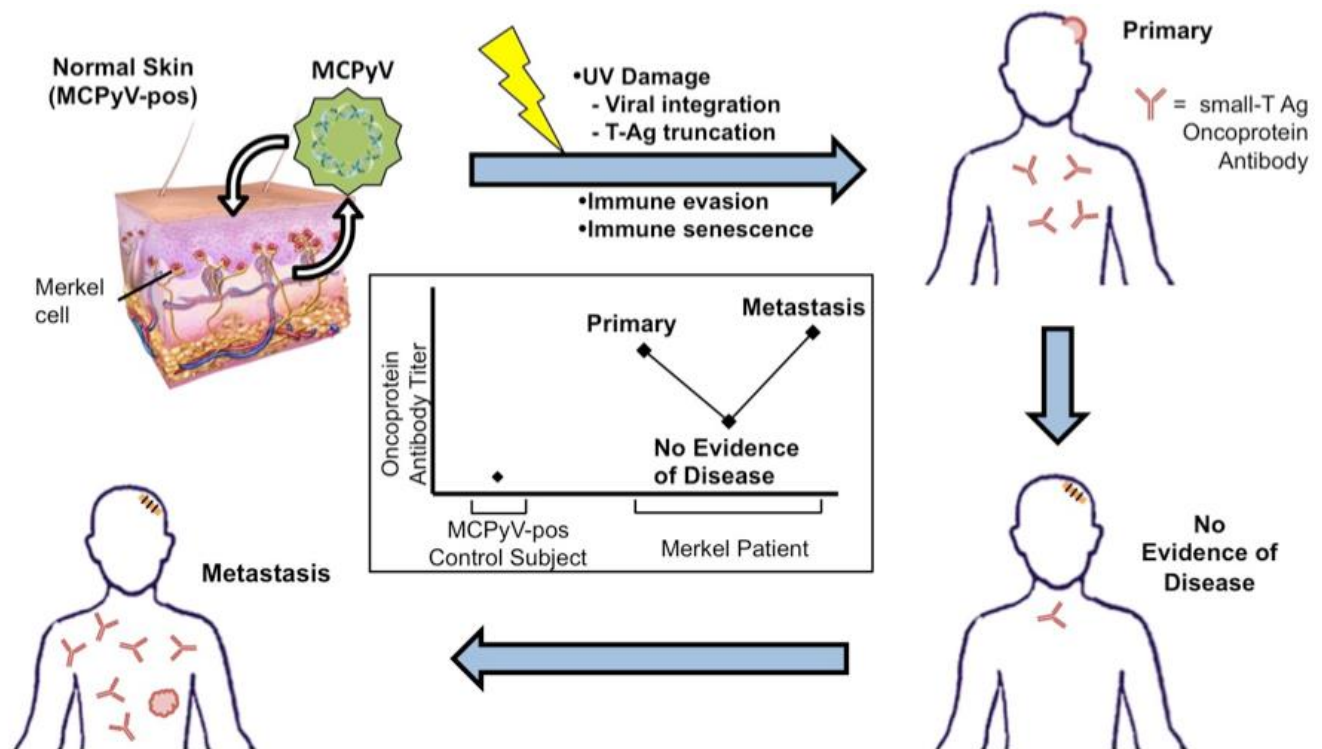 Normal Skin
(MCPyV-pos)
MCPyV
Merkel
cell
•UV Damage
- Viral integration
- T-Ag truncation
•Immune evasion
•Immune senescence
Primary
= small-T Ag
Oncoprotein
Antibody
Oncoprotein
Antibody Titer
Primary
Metastasis
No Evidence
of Disease
MCPyV-pos
Control Subject
Merkel Patient
No
Evidence of
Disease
Metastasis